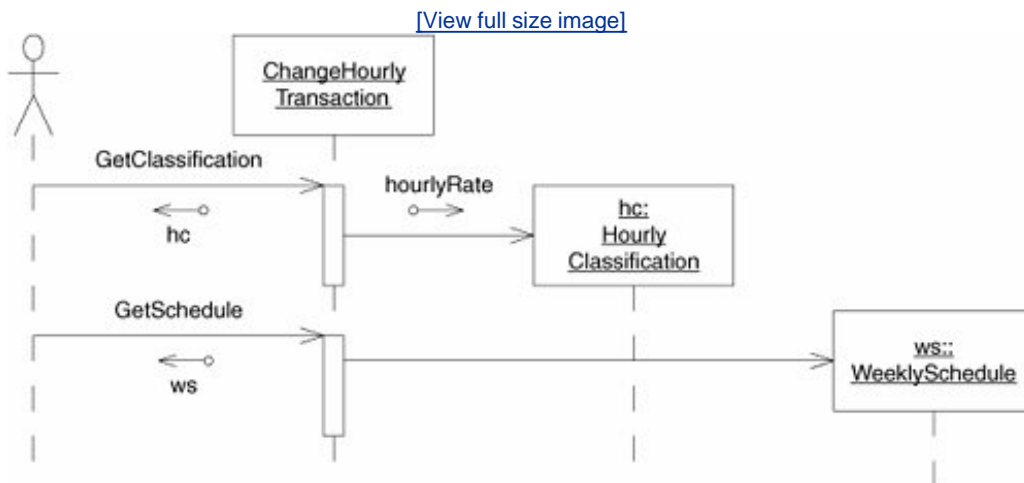 [View full size image]
ChangeHourly
Transaction
GetClassification
hourlyRate
hc
hc:
Hourly
Classification
GetSchedule
ws
ws::
WeeklySchedule